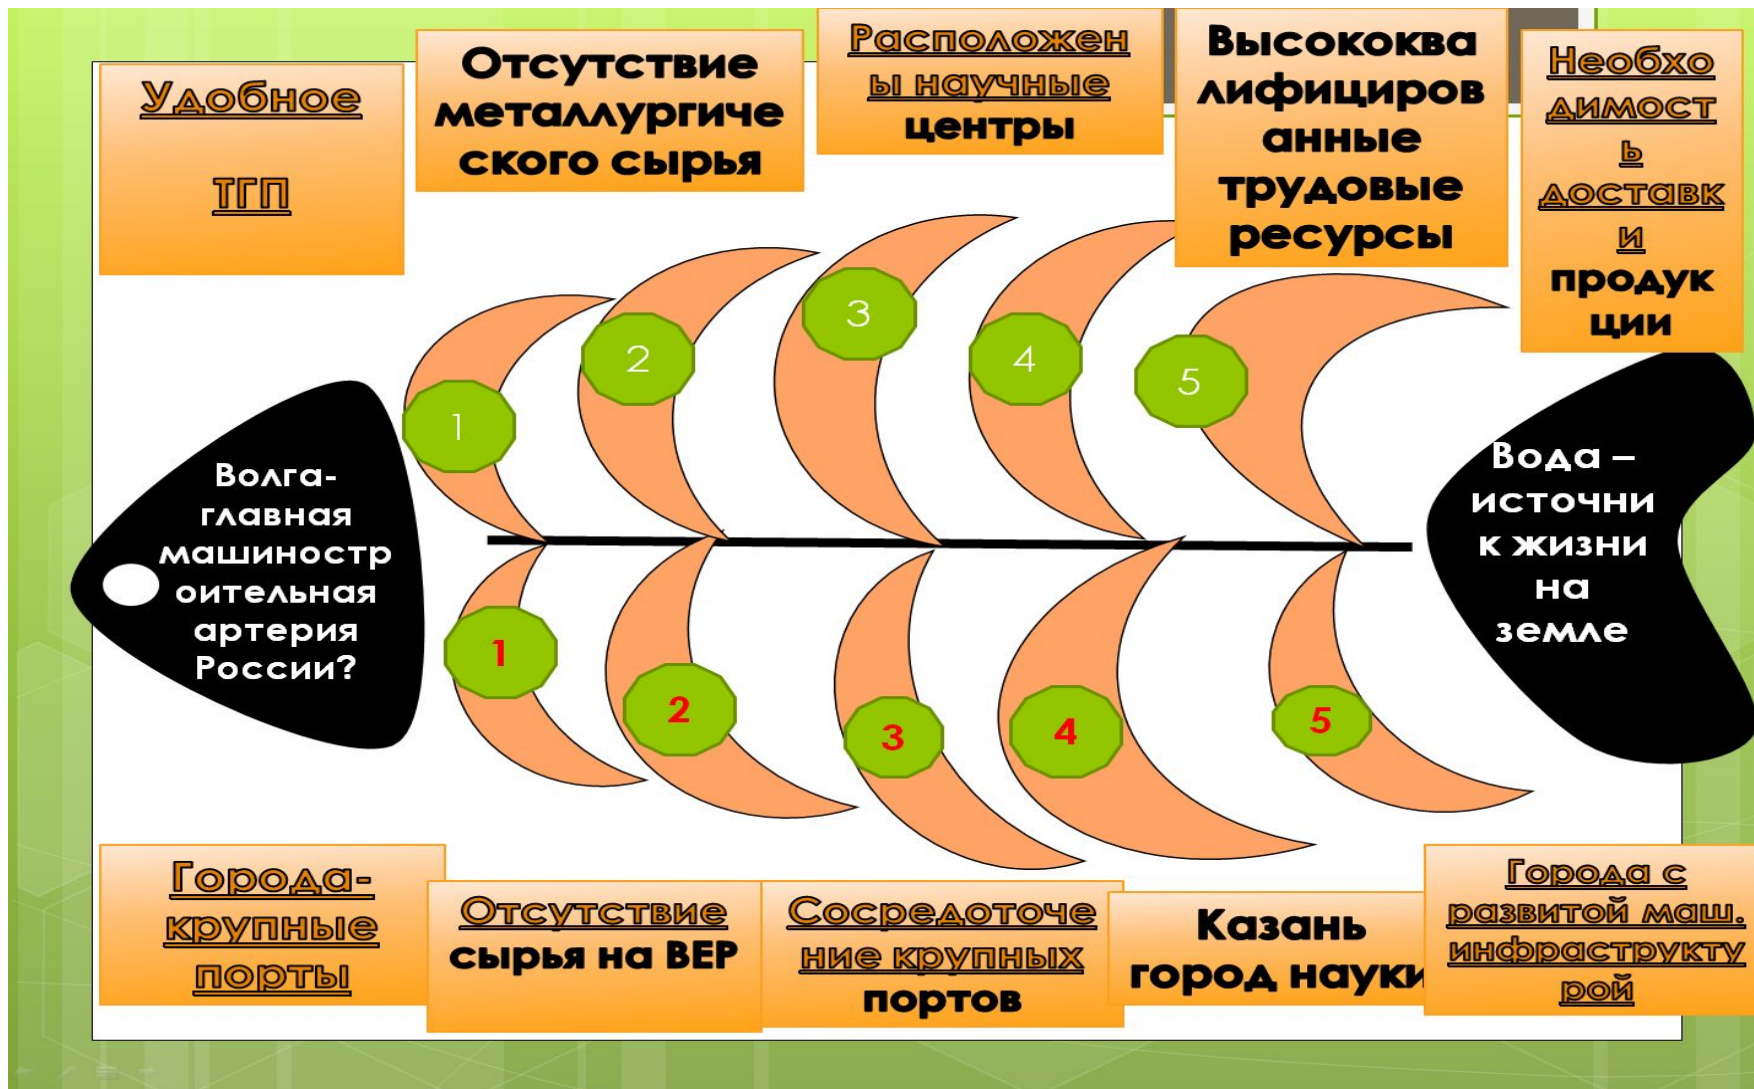 Удобное
ТГП
Отсутствие
металлургиче
ского сырья
Расположен
ы научные
центры
Высококва
лифициров
анные
трудовые
ресурсы
Необхо
димост
ь
доставк
и
продук
ции
1
2
3
4
5
Волга-
главная
машиностр
оительная
артерия
России?
Вода –
источни
к жизни
на
земле
1
2
3
4
5
Города-
крупные
порты
Отсутствие
сырья на ВЕР
Сосредоточе
ние крупных
портов
Казань
город науки
Города с
развитой маш.
инфраструкту
рой